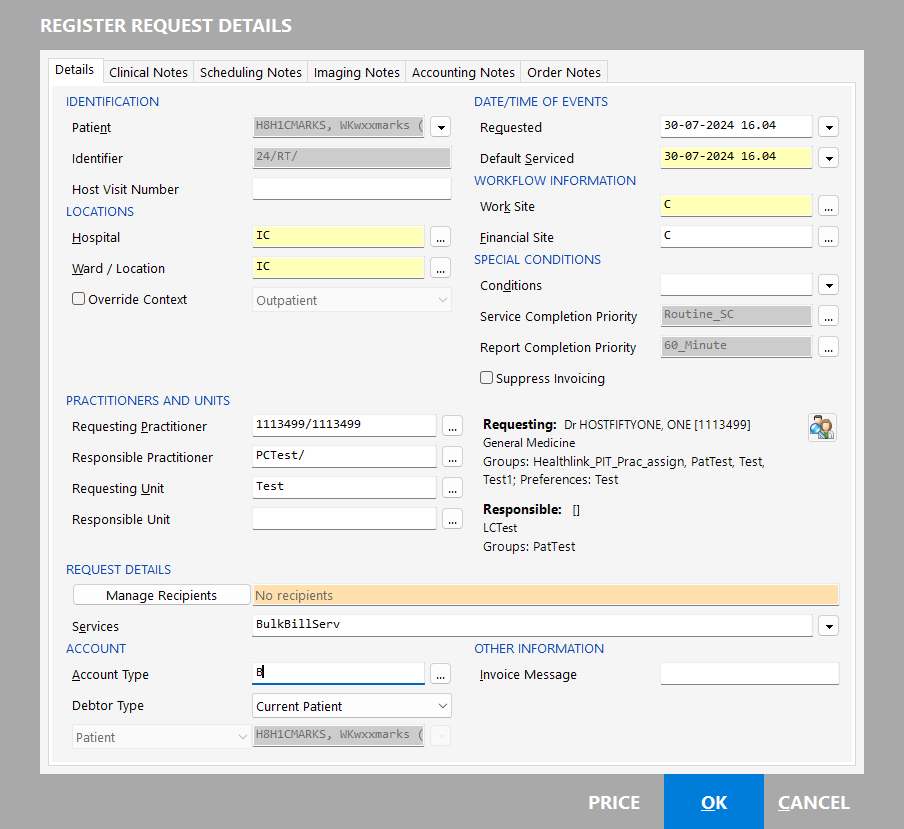 REGISTER REQUEST DETAILS
Details Clinical Notes Scheduling Notes Imaging Notes Accounting Notes Order Notes
IDENTIFICATION
Patient H8H1CMARKS, WKwxxmarks (
Identifier 24/RT/
Host Visit Number
LOCATIONS
Hospital IC ...
Ward / Location IC ...
Override Context Outpatient
DATE/TIME OF EVENTS
Requested 30-07-2024 16.04
Default Serviced 30-07-2024 16.04
WORKFLOW INFORMATION
Work Site C ...
Financial Site C ...
SPECIAL CONDITIONS
Conditions
Service Completion Priority Routine_SC ...
Report Completion Priority 60_Minute ...
Suppress Invoicing
PRACTITIONERS AND UNITS
Requesting Practitioner 1113499/1113499 ...
Responsible Practitioner PCTest/ ...
Requesting Unit Test ...
Responsible Unit ...
Requesting: Dr HOSTFIFTYONE, ONE [1113499]
General Medicine
Groups: Healthlink_PIT_Prac_assign, PatTest, Test,
Test1; Preferences: Test
Responsible: []
LCTest
Groups: PatTest
REQUEST DETAILS
Manage Recipients No recipients
Services BulkBillServ
ACCOUNT
Account Type B ...
Debtor Type Current Patient
Patient H8H1CMARKS, WKwxxmarks (
OTHER INFORMATION
Invoice Message
PRICE OK CANCEL